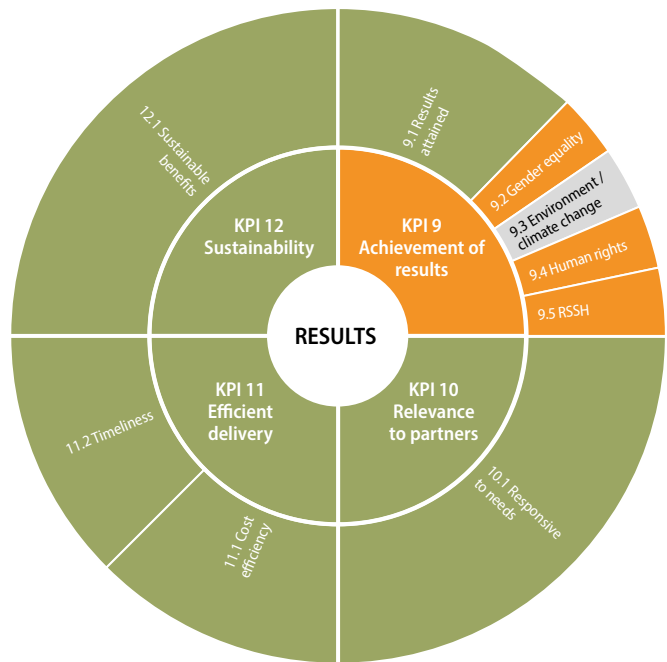 RESULTS
KPI 9
Achievement of
results
9.1 Results
attained
9.2 Gender equality
9.3 Environment /
climate change
9.4 Human rights
9.5 RSSH
KPI 10
Relevance
to partners
10.1 Responsive
to needs
KPI 11
Efficient
delivery
11.1 Cost
efficiency
11.2 Timeliness
KPI 12
Sustainability
12.1 Sustainable
benefits